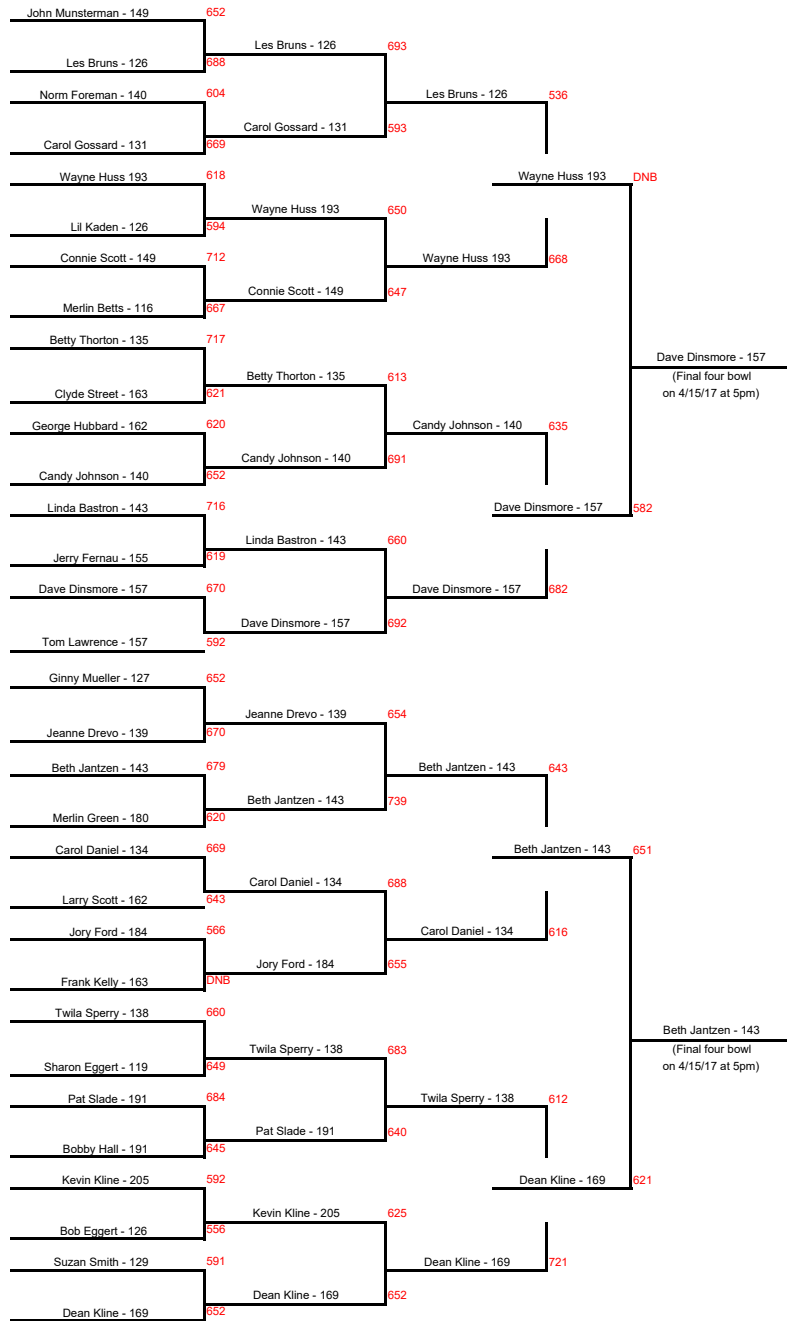 John Munsterman - 149 652
Les Bruns - 126 693
Les Bruns - 126 688
Norm Foreman - 140 604
Les Bruns - 126 536
Carol Gossard - 131 593
Carol Gossard - 131 669
Wayne Huss 193 618
Wayne Huss 193 DNB
Wayne Huss 193 650
Lil Kaden - 126 594
Connie Scott - 149 712
Wayne Huss 193 668
Connie Scott - 149 647
Merlin Betts - 116 667
Betty Thorton - 135 717
Dave Dinsmore - 157
(Final four bowl
on 4/15/17 at 5pm)
Betty Thorton - 135 613
Clyde Street - 163 621
George Hubbard - 162 620
Candy Johnson - 140 635
Candy Johnson - 140 691
Candy Johnson - 140 652
Linda Bastron - 143 716
Dave Dinsmore - 157 582
Linda Bastron - 143 660
Jerry Fernau - 155 619
Dave Dinsmore - 157 670
Dave Dinsmore - 157 682
Dave Dinsmore - 157 692
Tom Lawrence - 157 592
Ginny Mueller - 127 652
Jeanne Drevo - 139 654
Jeanne Drevo - 139 670
Beth Jantzen - 143 679
Beth Jantzen - 143 643
Beth Jantzen - 143 739
Merlin Green - 180 620
Carol Daniel - 134 669
Beth Jantzen - 143 651
Carol Daniel - 134 688
Larry Scott - 162 643
Jory Ford - 184 566
Carol Daniel - 134 616
Jory Ford - 184 655
Frank Kelly - 163 DNB
Twila Sperry - 138 660
Beth Jantzen - 143
(Final four bowl
on 4/15/17 at 5pm)
Twila Sperry - 138 683
Sharon Eggert - 119 649
Pat Slade - 191 684
Twila Sperry - 138 612
Pat Slade - 191 640
Bobby Hall - 191 645
Kevin Kline - 205 592
Dean Kline - 169 621
Kevin Kline - 205 625
Bob Eggert - 126 556
Suzan Smith - 129 591
Dean Kline - 169 721
Dean Kline - 169 652
Dean Kline - 169 652